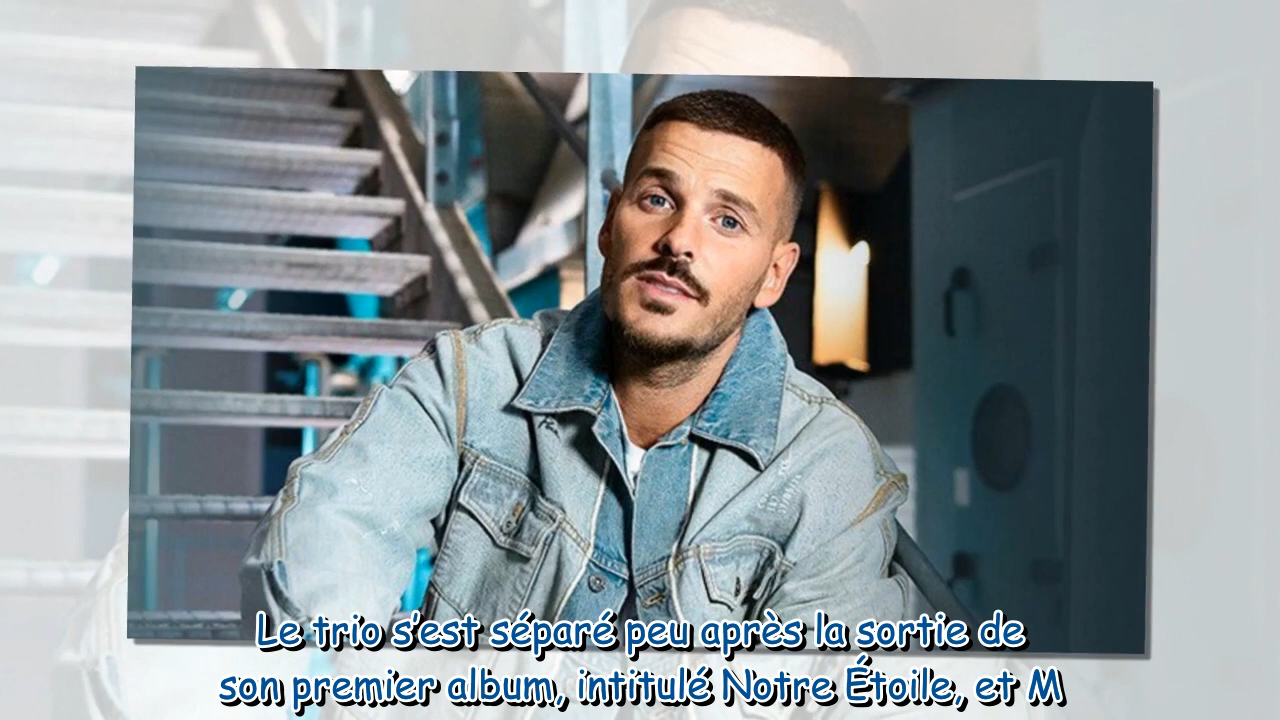 Le trio s'est séparé peu après la sortie de
son premier album, intitulé Notre Étoile, et M